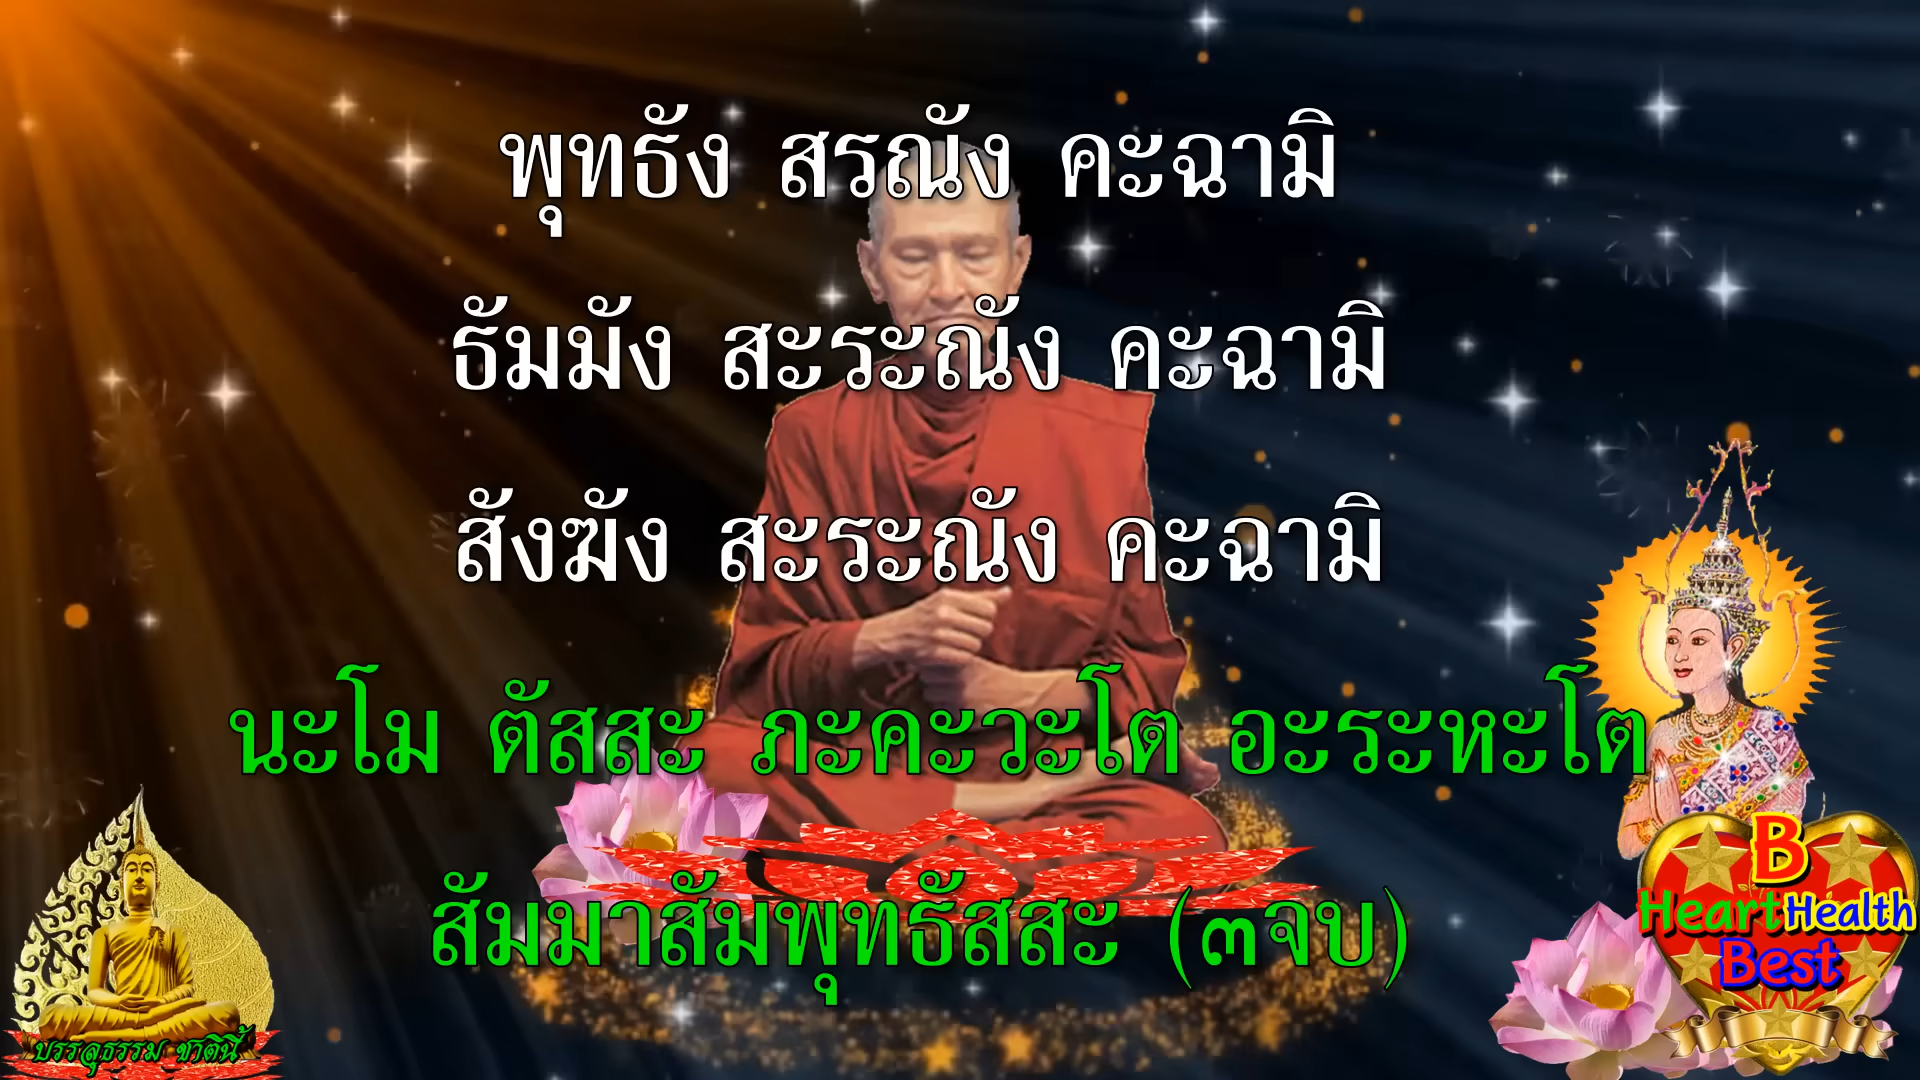 พุทธัง สรณัง คะฉามิ
ธัมมัง สะระณัง คะฉามิ
สังฆัง สะระณัง คะฉามิ
นะโม ตัสสะ ภะคะวะโต อะระหะโต
สัมมาสัมพุทธัสสะ (๓จบ)
บรรลุธรรม ชาตินี้
B
Heart Health
Best